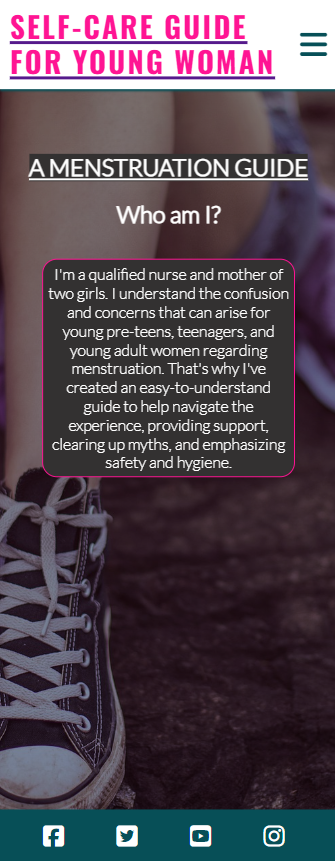 SELF-CARE GUIDE
FOR YOUNG WOMAN
A MENSTRUATION GUIDE
Who am I?
I'm a qualified nurse and mother of
two girls. I understand the confusion
and concerns that can arise for
young pre-teens, teenagers, and
young adult women regarding
menstruation. That's why I've
created an easy-to-understand
guide to help navigate the
experience, providing support,
clearing up myths, and emphasizing
safety and hygiene.